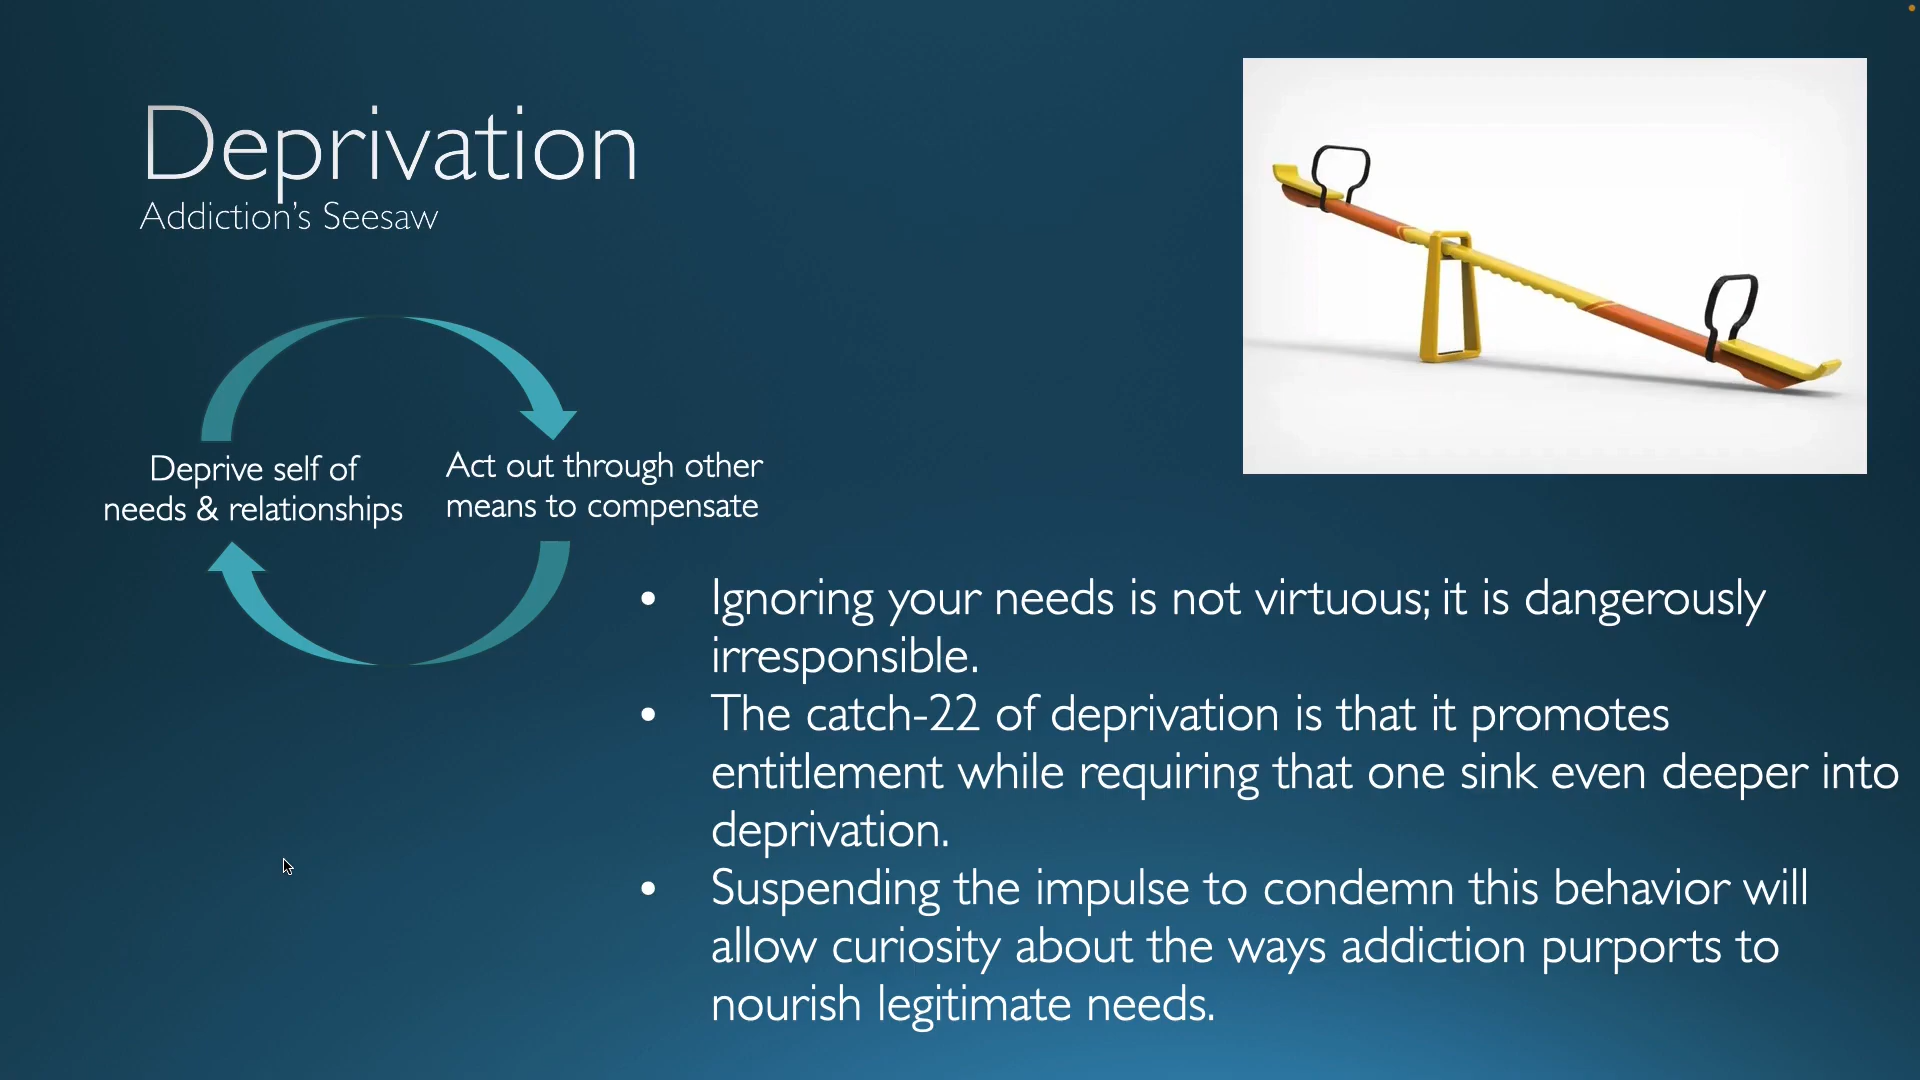 Deprivation
Addiction's Seesaw
Deprive self of
needs & relationships
Act out through other
means to compensate
• Ignoring your needs is not virtuous; it is dangerously
irresponsible.
• The catch-22 of deprivation is that it promotes
entitlement while requiring that one sink even deeper into
deprivation.
• Suspending the impulse to condemn this behavior will
allow curiosity about the ways addiction purports to
nourish legitimate needs.